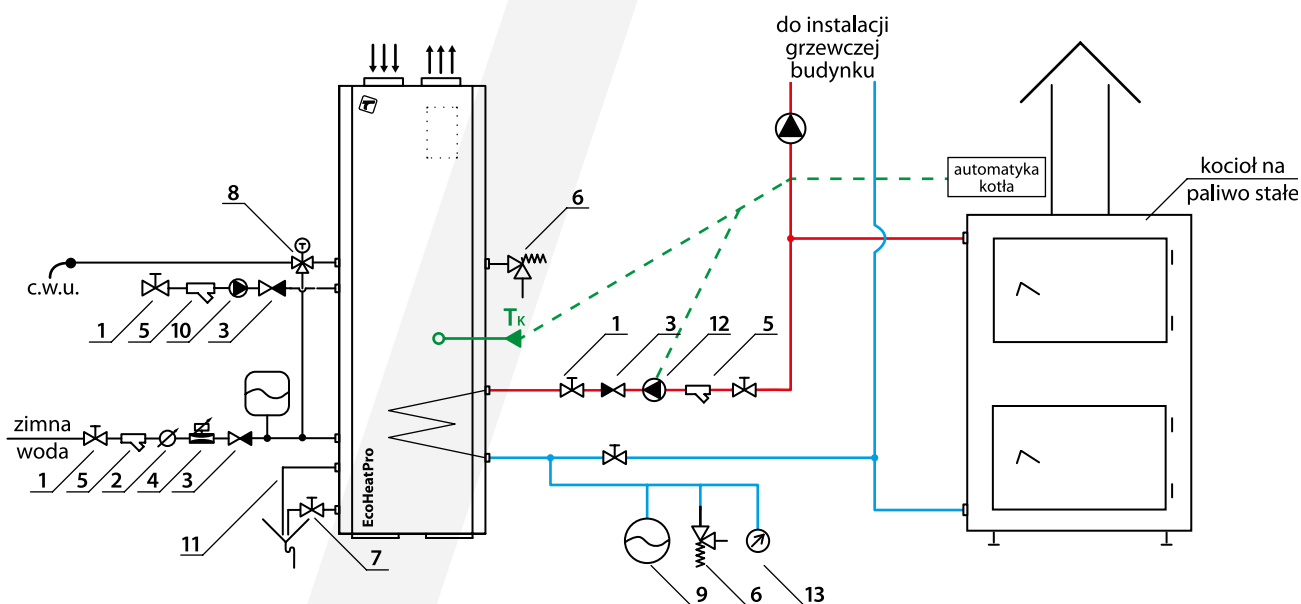 do instalacji
grzewczej
budynku
automatyka
kotła
kocioł na
paliwo stałe
8
T
6
c.w.u.
1
5
10
3
TK
1
3
12
5
zimna
woda
1
5
2
4
3
EcoHeatPro
11
7
9
6
13